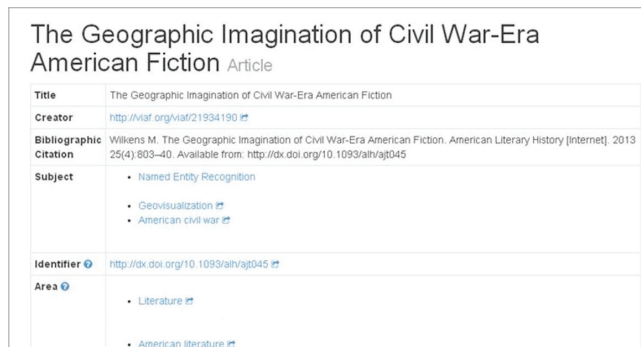 The Geographic Imagination of Civil War-Era
American Fiction Article
Title The Geographic Imagination of Civil War-Era American Fiction
Creator http://viaf.org/viaf/21934190
Bibliographic Wilkens M. The Geographic Imagination of Civil War-Era American Fiction. American Literary History [Internet]. 2013
Citation 25(4):803–40. Available from: http://dx.doi.org/10.1093/alh/ajt045
Subject • Named Entity Recognition
• Geovisualization
• American civil war
Identifier http://dx.doi.org/10.1093/alh/ajt045
Area
• Literature
• American literature